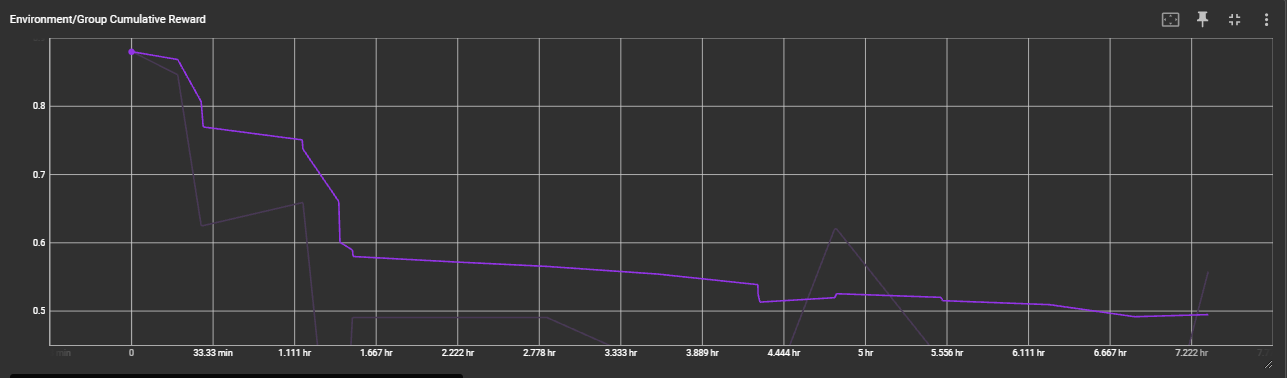 Environment/Group Cumulative Reward
0.8
0.7
0.6
0.5
min 0 33.33 min 1.111 hr 1.667 hr 2.222 hr 2.778 hr 3.333 hr 3.889 hr 4.444 hr 5 hr 5.556 hr 6.111 hr 6.667 hr 7.222 hr